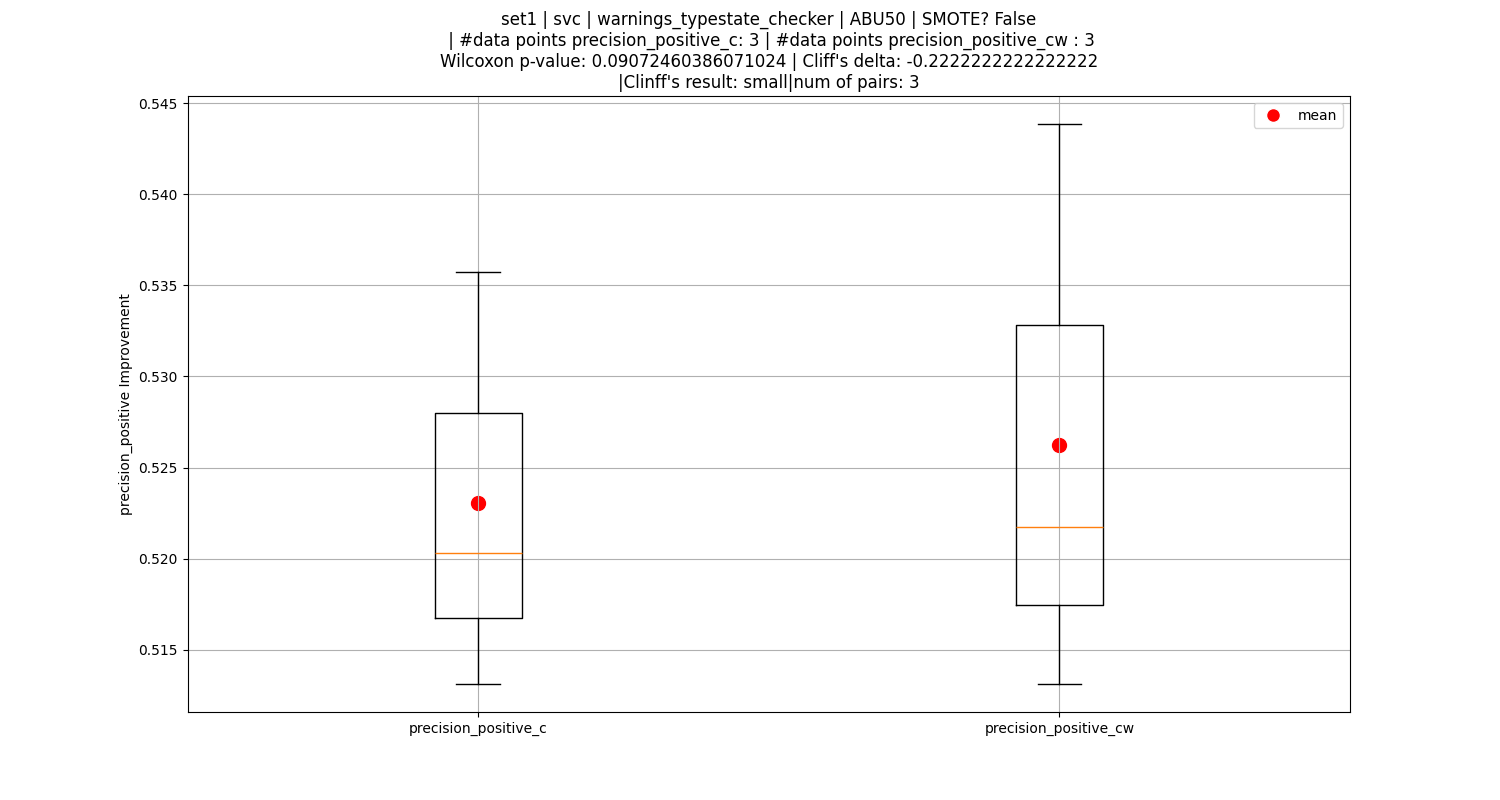 set1 | svc | warnings_typestate_checker | ABU50 | SMOTE? False
| #data points precision_positive_c: 3 | #data points precision_positive_cw : 3
Wilcoxon p-value: 0.09072460386071024 | Cliff's delta: -0.2222222222222222
|Clinff's result: small|num of pairs: 3
mean
0.545
0.540
0.535
0.530
0.525
0.520
0.515
precision_positive Improvement
precision_positive_c
precision_positive_cw